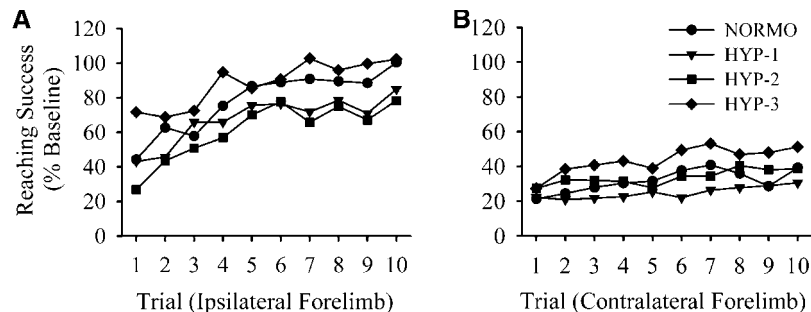 A
Reaching Success
(% Baseline)
120
100
80
60
40
20
0
1 2 3 4 5 6 7 8 9 10
Trial (Ipsilateral Forelimb)
B
120
100
80
60
40
20
0
1 2 3 4 5 6 7 8 9 10
Trial (Contralateral Forelimb)
NORMO
HYP-1
HYP-2
HYP-3